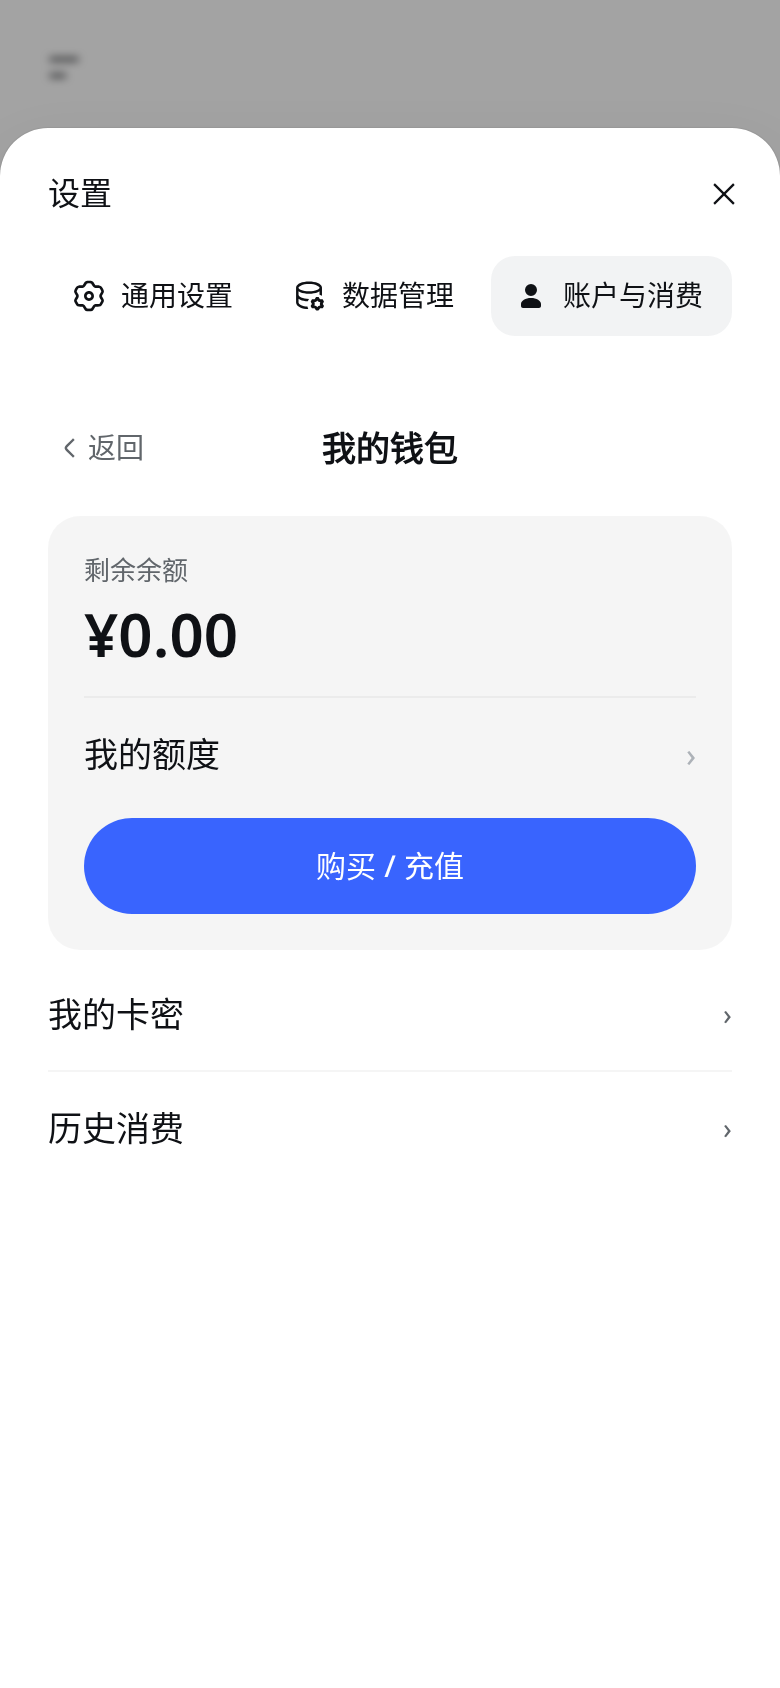 设置
通用设置 数据管理 账户与消费
返回 我的钱包
剩余余额
¥0.00
我的额度
购买 / 充值
我的卡密
历史消费